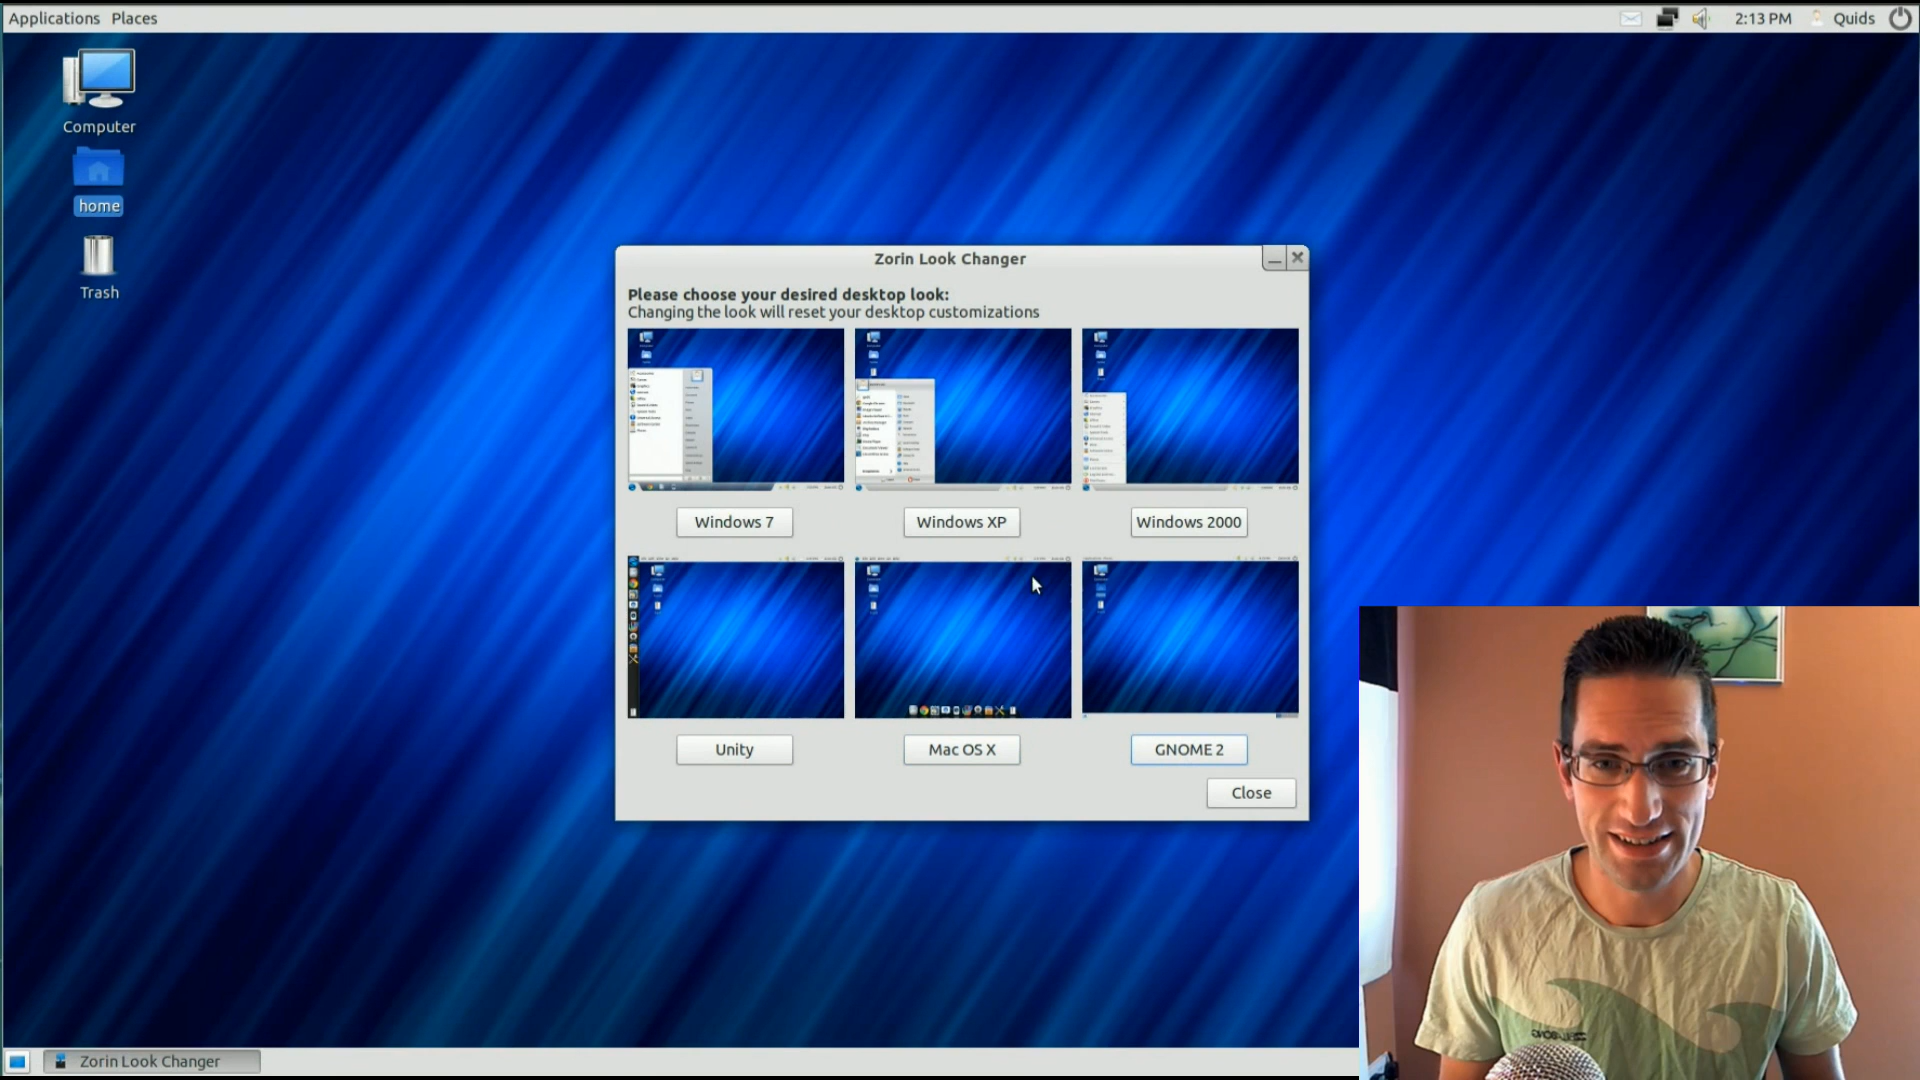 Applications Places
2:13 PM Quids
Computer
home
Trash
Zorin Look Changer
Please choose your desired desktop look:
Changing the look will reset your desktop customizations
Windows 7
Windows XP
Windows 2000
Unity
Mac OS X
GNOME 2
Close
Zorin Look Changer